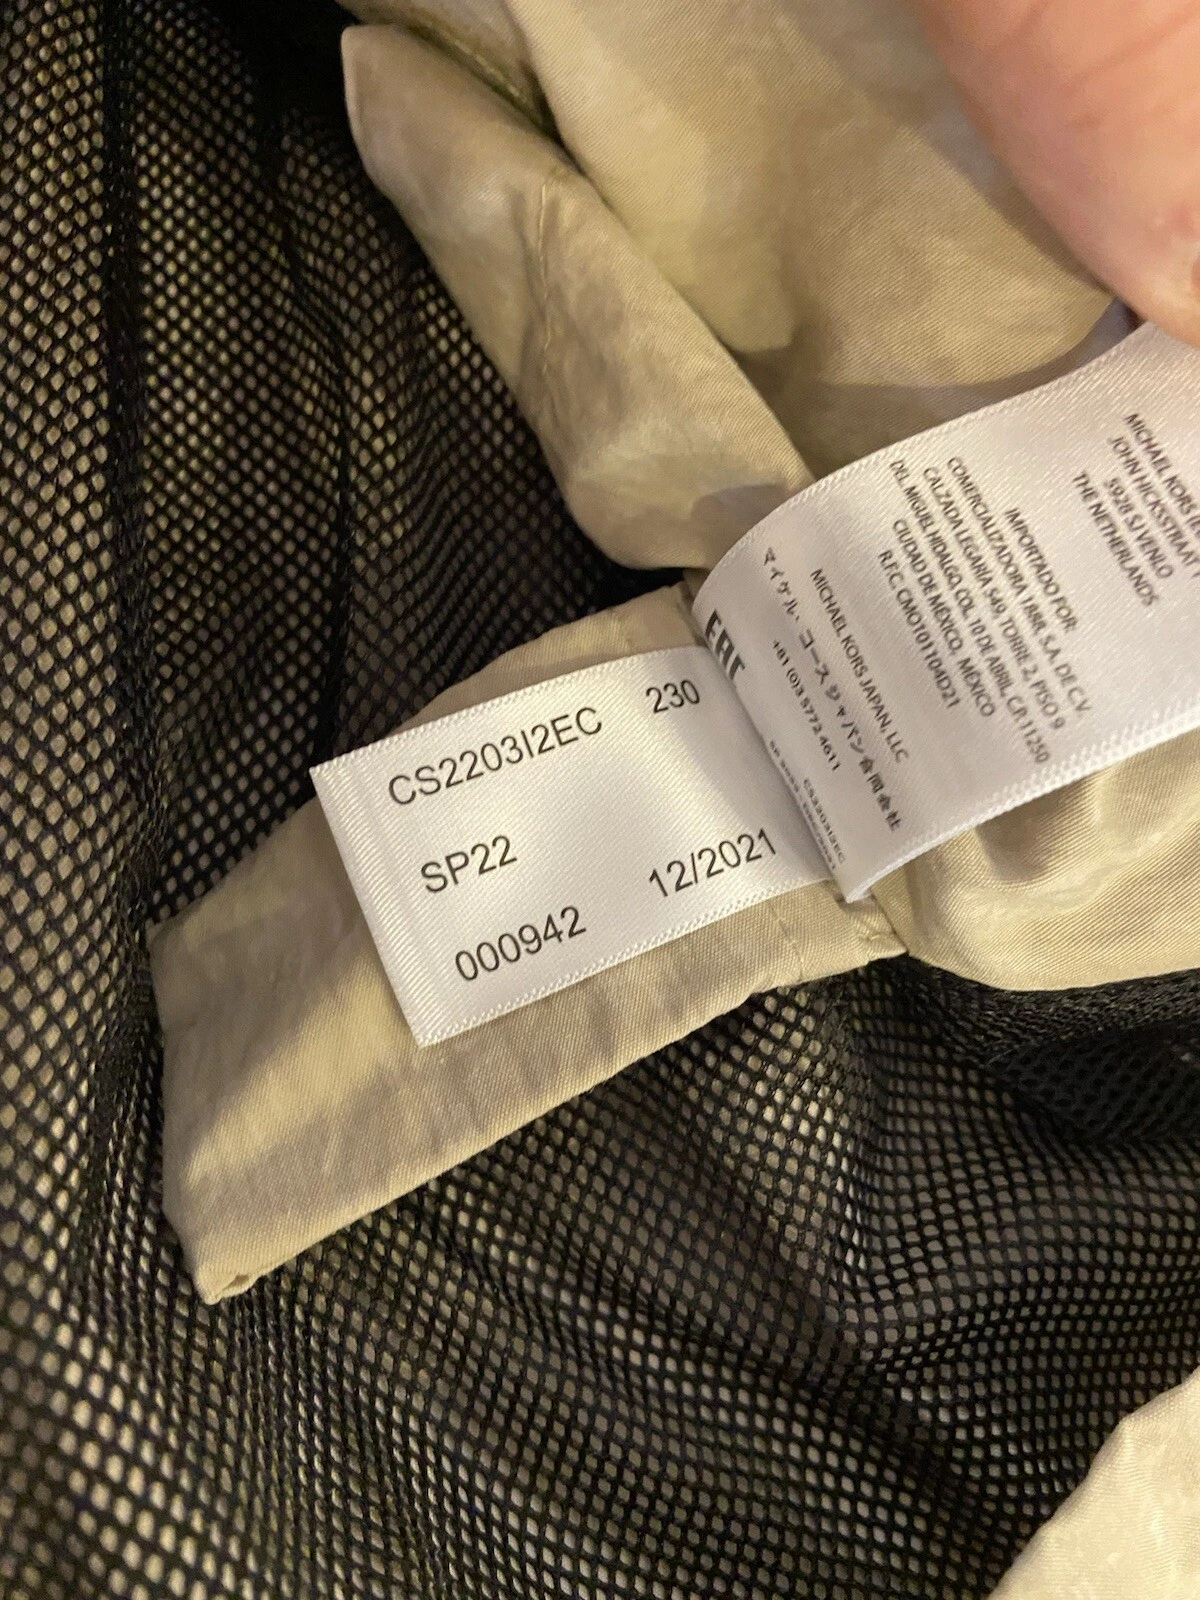 CS2203I2EC 230
SP22
000942 12/2021
EAC
マイケル・コース ジャパン合同会社
MICHAEL KORS JAPAN, LLC
+81 (0)3 5772 4611
CS2203I2EC
IMPORTADO FOR:
COMERCIALIZADORA 1888, S.A. DE C.V.
CALZADA LEGARIA 549, TORRE 2, PISO 9
DEL MIGUEL HIDALGO, COL. 10 DE ABRIL, C.P. 11250
CIUDAD DE MÉXICO, MÉXICO
R.F.C. CMO101104D21
MICHAEL KORS
JOHN HICKSSTRAAT
5928 SJ VENLO
THE NETHERLANDS